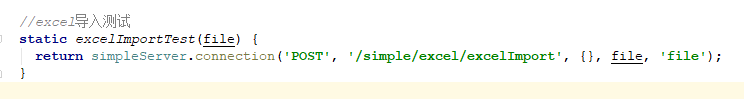 //excel导入测试
static excelImportTest(file) {
return simpleServer.connection('POST', '/simple/excel/excelImport', {}, file, 'file');
}